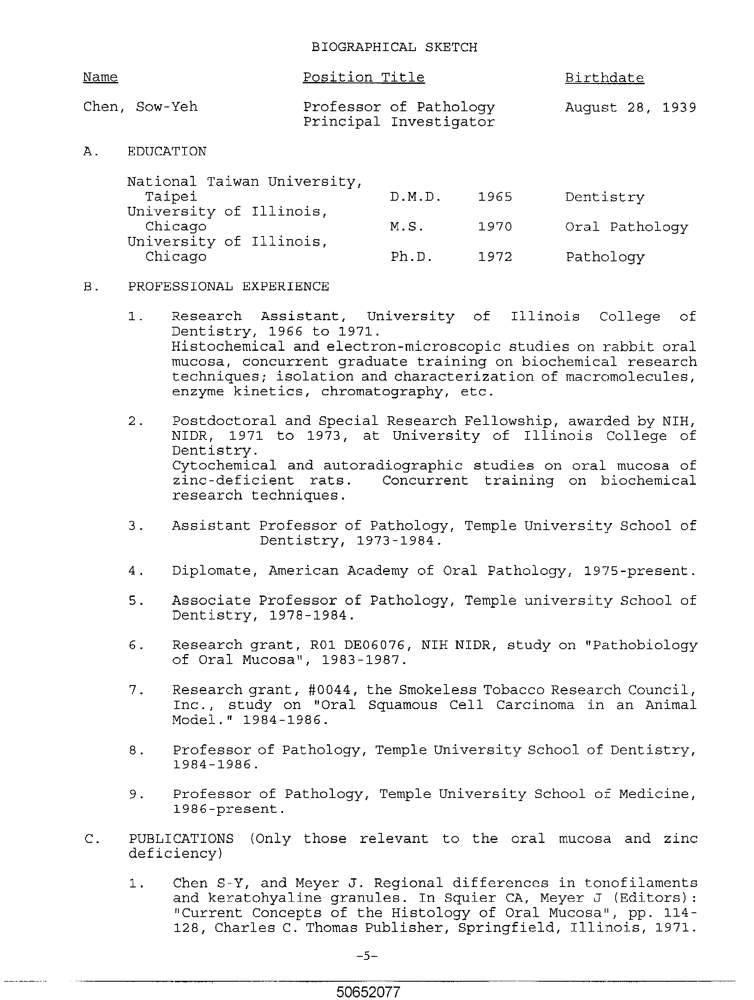 BIOGRAPHICAL SKETCH
Name Position Title Birthdate
Chen, Sow-Yeh Professor of Pathology August 28, 1939
Principal Investigator
A. EDUCATION
National Taiwan University,
Taipei D.M.D. 1965 Dentistry
University of Illinois,
Chicago M.S. 1970 Oral Pathology
University of Illinois,
Chicago Ph.D. 1972 Pathology
B. PROFESSIONAL EXPERIENCE
1. Research Assistant, University of Illinois College of
Dentistry, 1966 to 1971.
Histochemical and electron-microscopic studies on rabbit oral
mucosa, concurrent graduate training on biochemical research
techniques; isolation and characterization of macromolecules,
enzyme kinetics, chromatography, etc.
2. Postdoctoral and Special Research Fellowship, awarded by NIH,
NIDR, 1971 to 1973, at University of Illinois College of
Dentistry.
Cytochemical and autoradiographic studies on oral mucosa of
zinc-deficient rats. Concurrent training on biochemical
research techniques.
3. Assistant Professor of Pathology, Temple University School of
Dentistry, 1973-1984.
4. Diplomate, American Academy of Oral Pathology, 1975-present.
5. Associate Professor of Pathology, Temple university School of
Dentistry, 1978-1984.
6. Research grant, R01 DE06076, NIH NIDR, study on "Pathobiology
of Oral Mucosa", 1983-1987.
7. Research grant, #0044, the Smokeless Tobacco Research Council,
Inc., study on "Oral Squamous Cell Carcinoma in an Animal
Model." 1984-1986.
8. Professor of Pathology, Temple University School of Dentistry,
1984-1986.
9. Professor of Pathology, Temple University School of Medicine,
1986-present.
C. PUBLICATIONS (Only those relevant to the oral mucosa and zinc
deficiency)
1. Chen S-Y, and Meyer J. Regional differences in tonofilaments
and keratohyaline granules. In Squier CA, Meyer J (Editors):
"Current Concepts of the Histology of Oral Mucosa", pp. 114-
128, Charles C. Thomas Publisher, Springfield, Illinois, 1971.
-5-
50652077